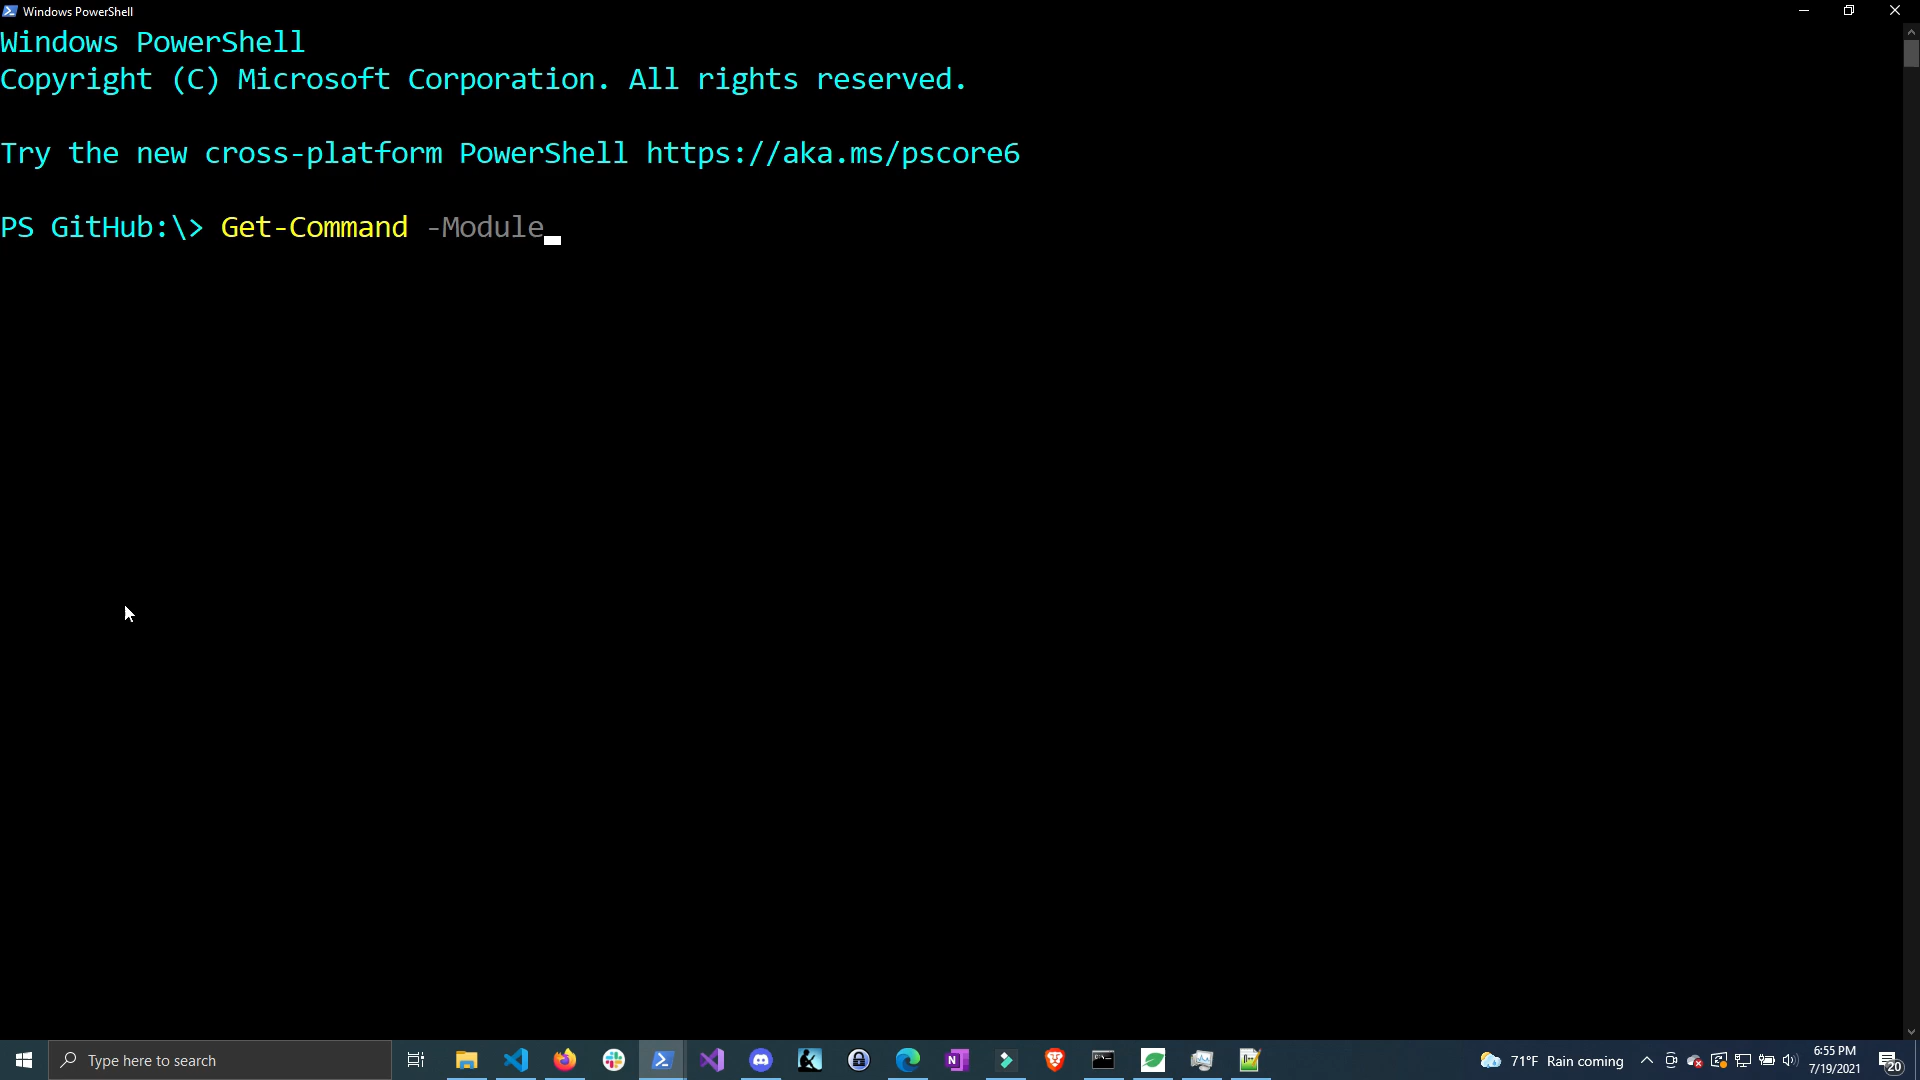 Windows PowerShell
Windows PowerShell
Copyright (C) Microsoft Corporation. All rights reserved.
Try the new cross-platform PowerShell https://aka.ms/pscore6
PS GitHub:\> Get-Command -Module
Type here to search
71°F Rain coming
6:55 PM
7/19/2021
20